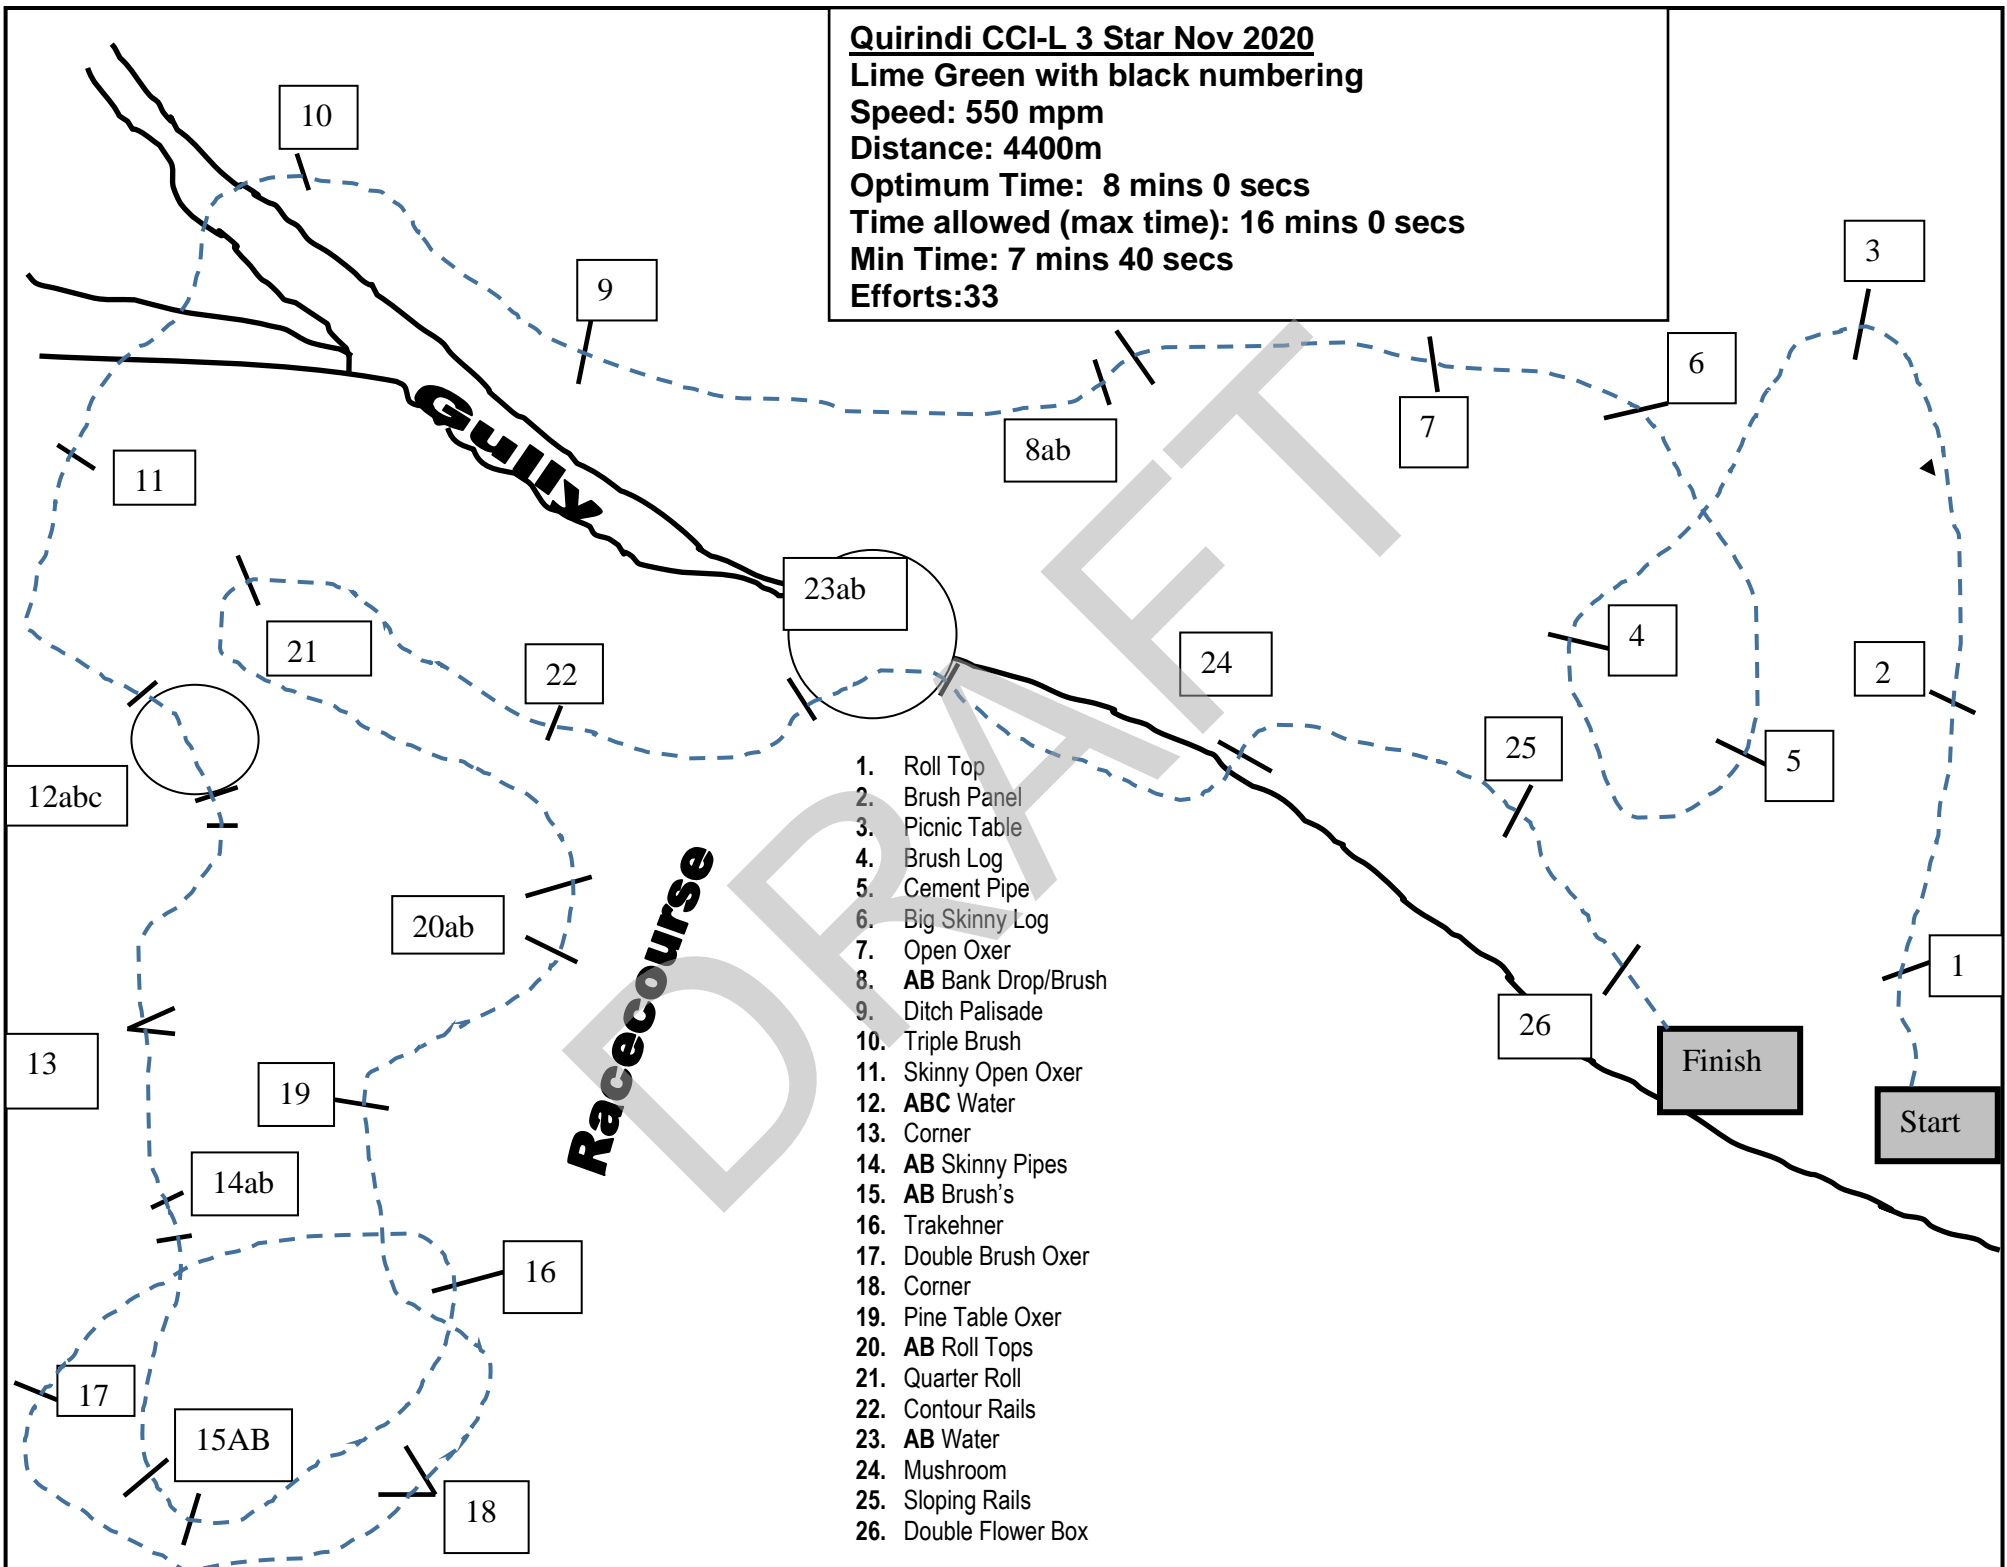 Quirindi CCI-L 3 Star Nov 2020
Lime Green with black numbering
Speed: 550 mpm
Distance: 4400m
Optimum Time:  8 mins 0 secs
Time allowed (max time): 16 mins 0 secs
Min Time: 7 mins 40 secs
Efforts:33
10
3
9
6
7
8ab
11
Gully
23ab
4
21
24
2
22
25
5
12abc
20ab
Racecourse
1
26
13
Finish
19
Start
14ab
16
17
15AB
18
DRAFT
1. Roll Top
2. Brush Panel
3. Picnic Table
4. Brush Log
5. Cement Pipe
6. Big Skinny Log
7. Open Oxer
8. AB Bank Drop/Brush
9. Ditch Palisade
10. Triple Brush
11. Skinny Open Oxer
12. ABC Water
13. Corner
14. AB Skinny Pipes
15. AB Brush's
16. Trakehner
17. Double Brush Oxer
18. Corner
19. Pine Table Oxer
20. AB Roll Tops
21. Quarter Roll
22. Contour Rails
23. AB Water
24. Mushroom
25. Sloping Rails
26. Double Flower Box